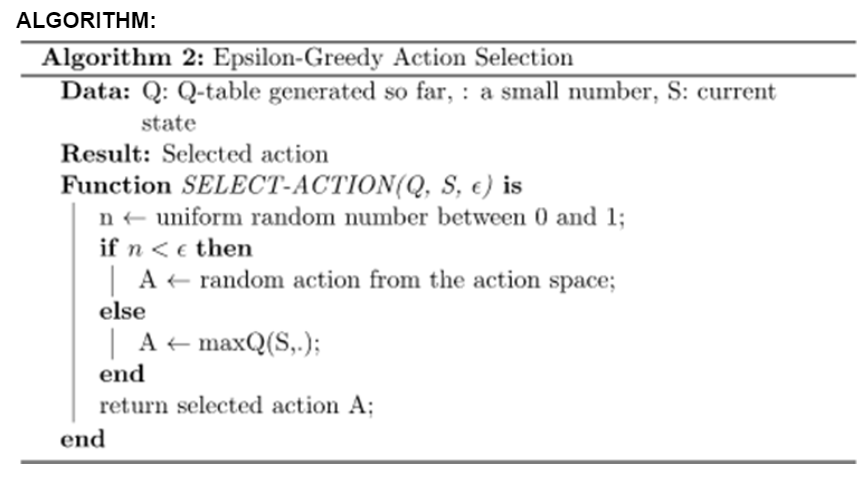 ALGORITHM:
Algorithm 2: Epsilon-Greedy Action Selection
Data: Q: Q-table generated so far, : a small number, S: current
state
Result: Selected action
Function SELECT-ACTION(Q, S, ϵ) is
n ← uniform random number between 0 and 1;
if n < ϵ then
A ← random action from the action space;
else
A ← maxQ(S,.);
end
return selected action A;
end